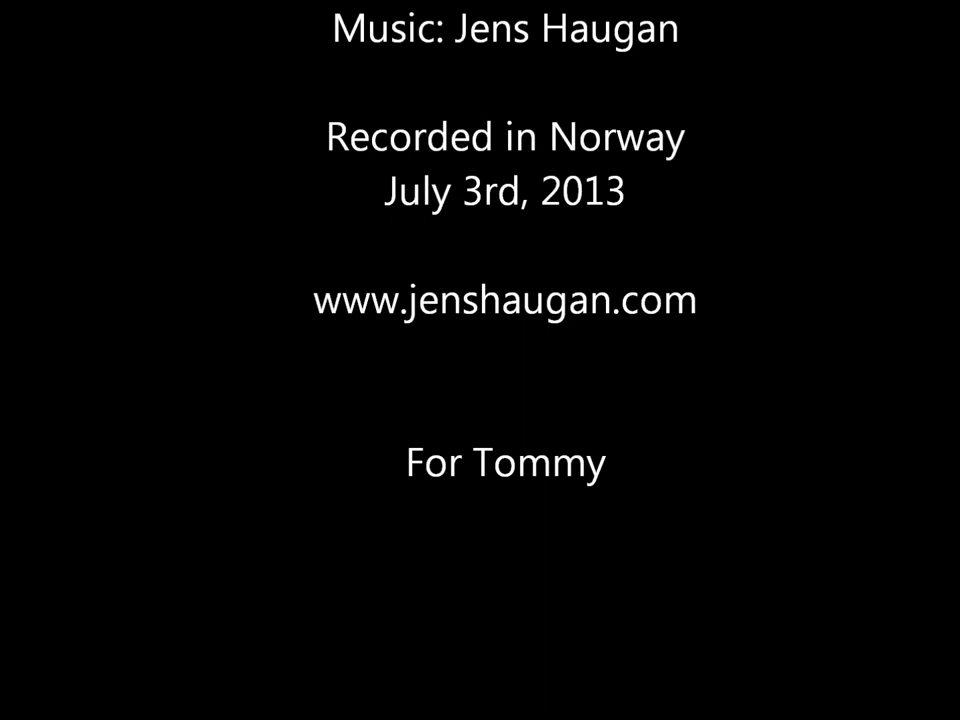 Music: Jens Haugan
Recorded in Norway
July 3rd, 2013
www.jenshaugan.com
For Tommy